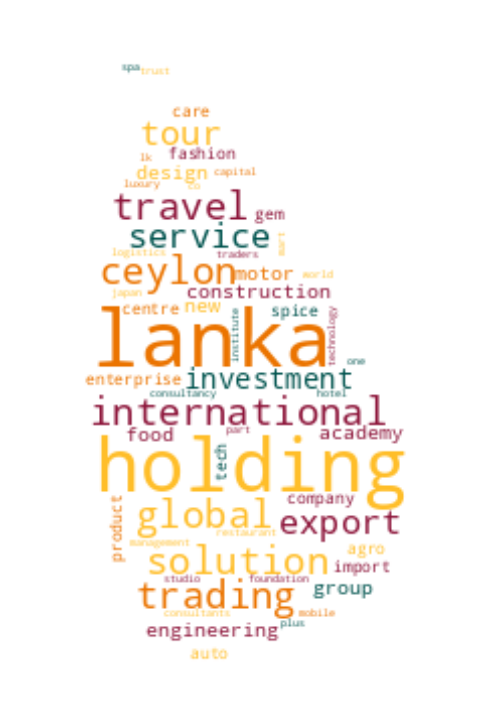 spa trust
care
tour
lk fashion
design capital
luxury co
travel gem
service mart
logistics traders
ceylon motor world
japan construction
centre new spice
lanka institute technology
one
enterprise investment
consultancy hotel
international
food part academy
holding tech
product company
global export
restaurant
management agro
solution import
studio foundation
trading group
consultants mobile
engineering plus
auto